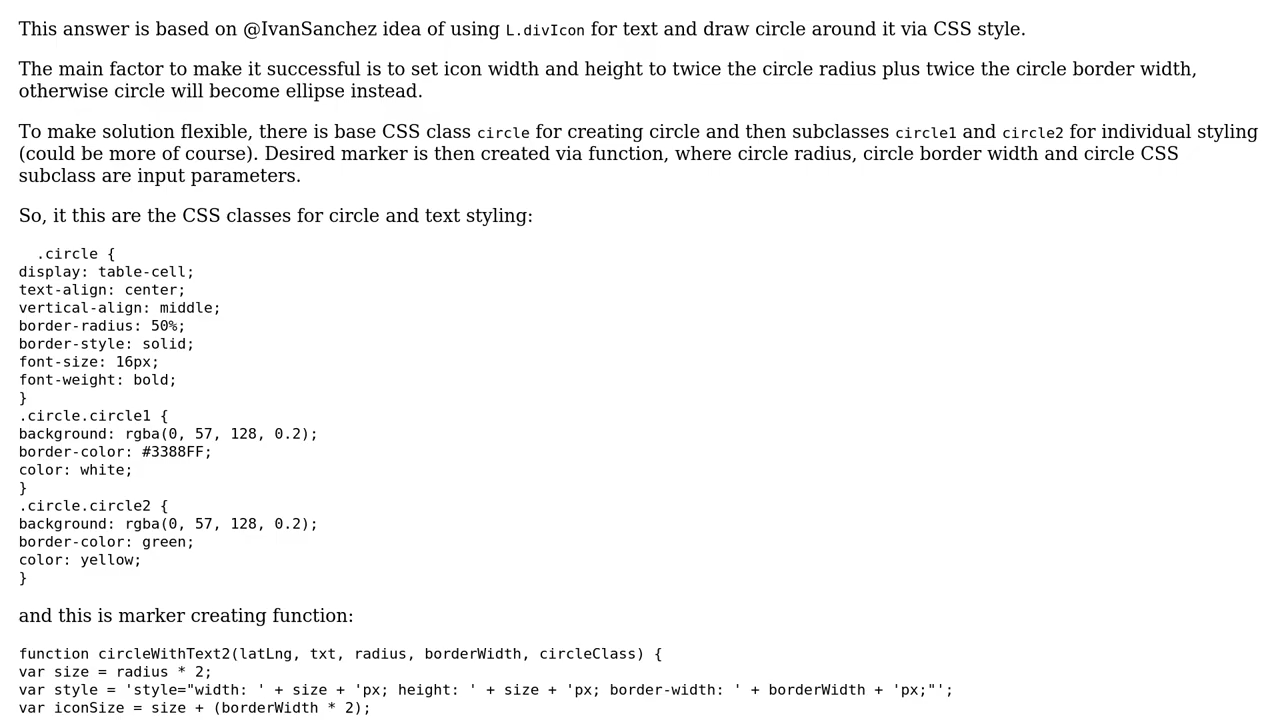 This answer is based on @IvanSanchez idea of using L.divIcon for text and draw circle around it via CSS style.
The main factor to make it successful is to set icon width and height to twice the circle radius plus twice the circle border width,
otherwise circle will become ellipse instead.
To make solution flexible, there is base CSS class circle for creating circle and then subclasses circle1 and circle2 for individual styling
(could be more of course). Desired marker is then created via function, where circle radius, circle border width and circle CSS
subclass are input parameters.
So, it this are the CSS classes for circle and text styling:
.circle {
display: table-cell;
text-align: center;
vertical-align: middle;
border-radius: 50%;
border-style: solid;
font-size: 16px;
font-weight: bold;
}
.circle.circle1 {
background: rgba(0, 57, 128, 0.2);
border-color: #3388FF;
color: white;
}
.circle.circle2 {
background: rgba(0, 57, 128, 0.2);
border-color: green;
color: yellow;
}
and this is marker creating function:
function circleWithText2(latLng, txt, radius, borderWidth, circleClass) {
var size = radius * 2;
var style = 'style="width: ' + size + 'px; height: ' + size + 'px; border-width: ' + borderWidth + 'px;"';
var iconSize = size + (borderWidth * 2);